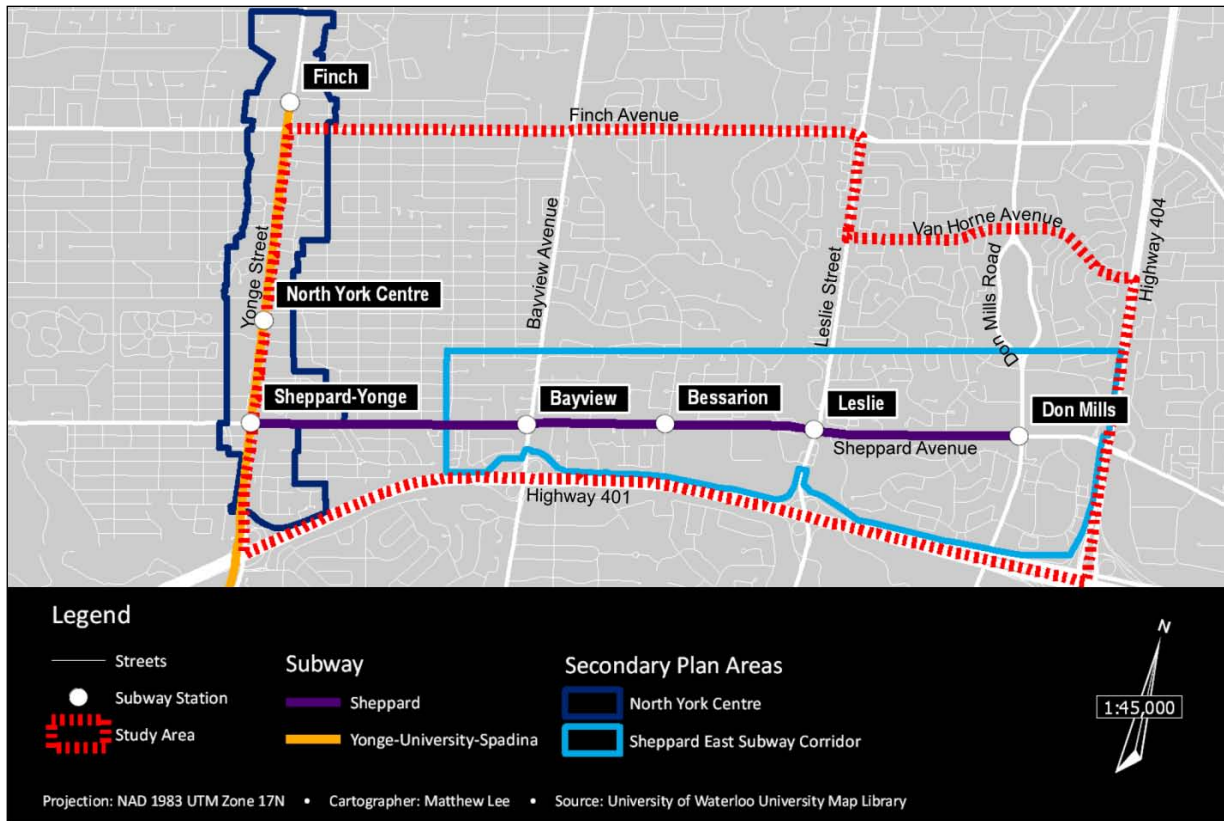 Finch
Finch Avenue
Van Horne Avenue
Highway 404
Yonge Street
Bayview Avenue
Leslie Street
Don Mills Road
North York Centre
Sheppard-Yonge
Bayview
Bessarion
Leslie
Don Mills
Sheppard Avenue
Highway 401
Legend
Streets
Subway Station
Study Area
Subway
Sheppard
Yonge-University-Spadina
Secondary Plan Areas
North York Centre
Sheppard East Subway Corridor
N
1:45,000
Projection: NAD 1983 UTM Zone 17N • Cartographer: Matthew Lee • Source: University of Waterloo University Map Library